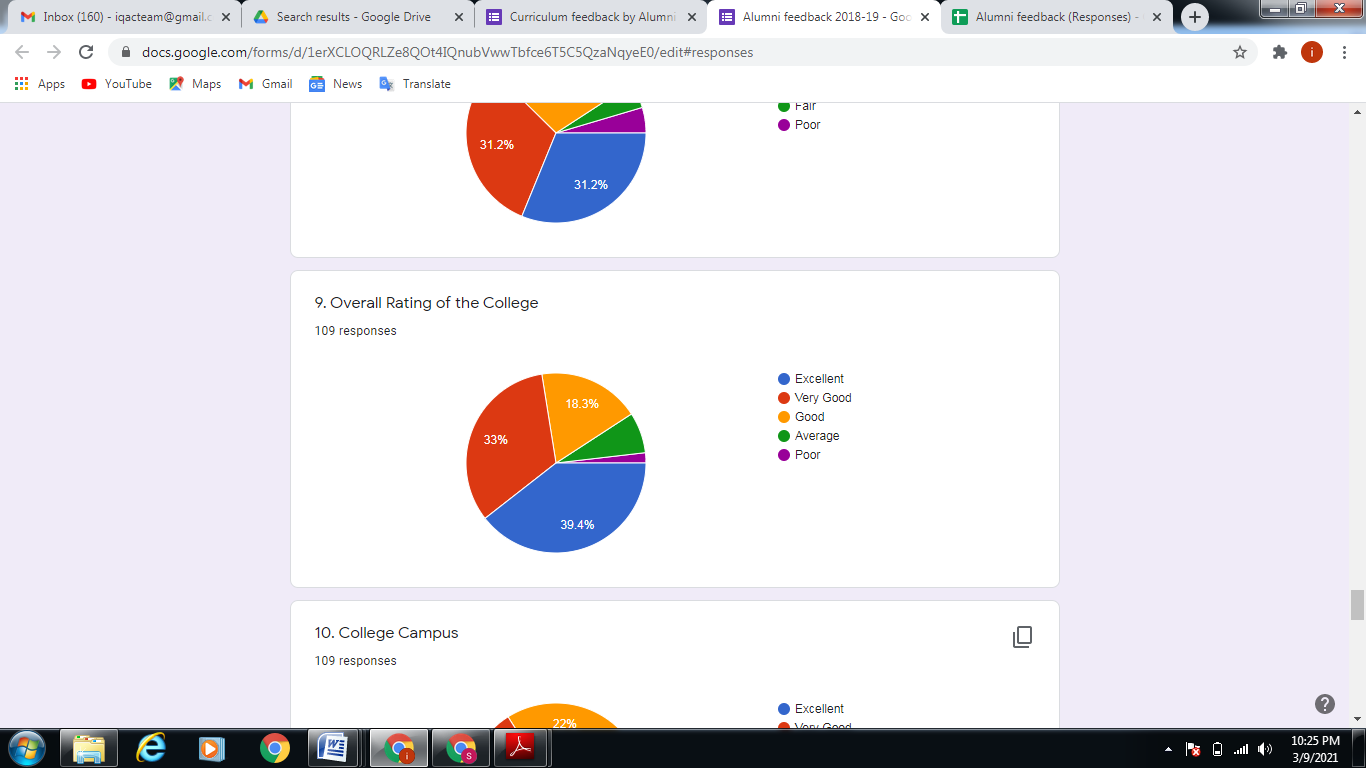 Inbox (160) - iqacteam@gmail.c
Search results - Google Drive
Curriculum feedback by Alumni
Alumni feedback 2018-19 - Goo
Alumni feedback (Responses) -
docs.google.com/forms/d/1erXCLOQRLZe8QOt4IQnubVwwTbfce6T5C5QzaNqyeE0/edit#responses
i
Apps
YouTube
Maps
Gmail
News
Translate
Fair
Poor
31.2%
31.2%
9. Overall Rating of the College
109 responses
Excellent
Very Good
Good
Average
Poor
18.3%
33%
39.4%
10. College Campus
109 responses
Excellent
Very Good
22%
10:25 PM
3/9/2021